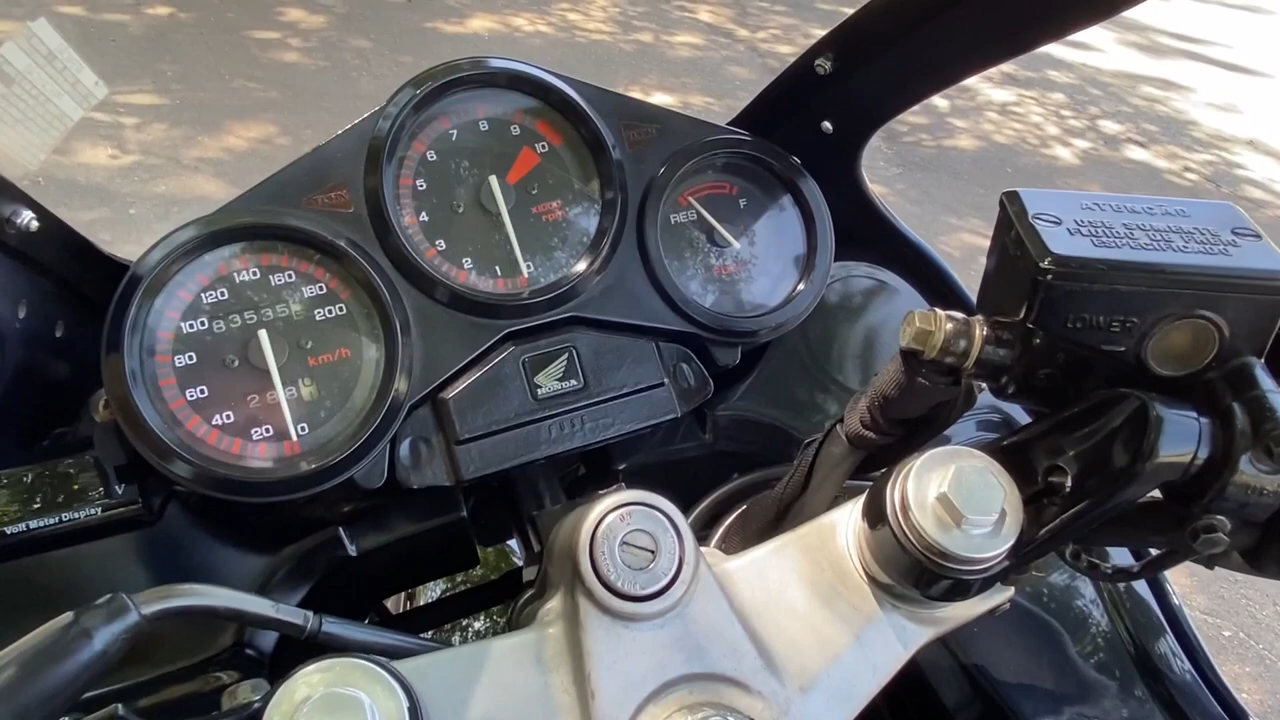 7 8 9 10
6
5
4
3
2
1 0
X1000
rpm
RES F
FUEL
140 160
120 180
100 200
83535
80
km/h
60
40
20 0
288
HONDA
FUSE
Volt Meter Display
V
ON
ATENÇÃO
USE SOMENTE
FLUIDO DE FREIO
ESPECIFICADO
LOWER